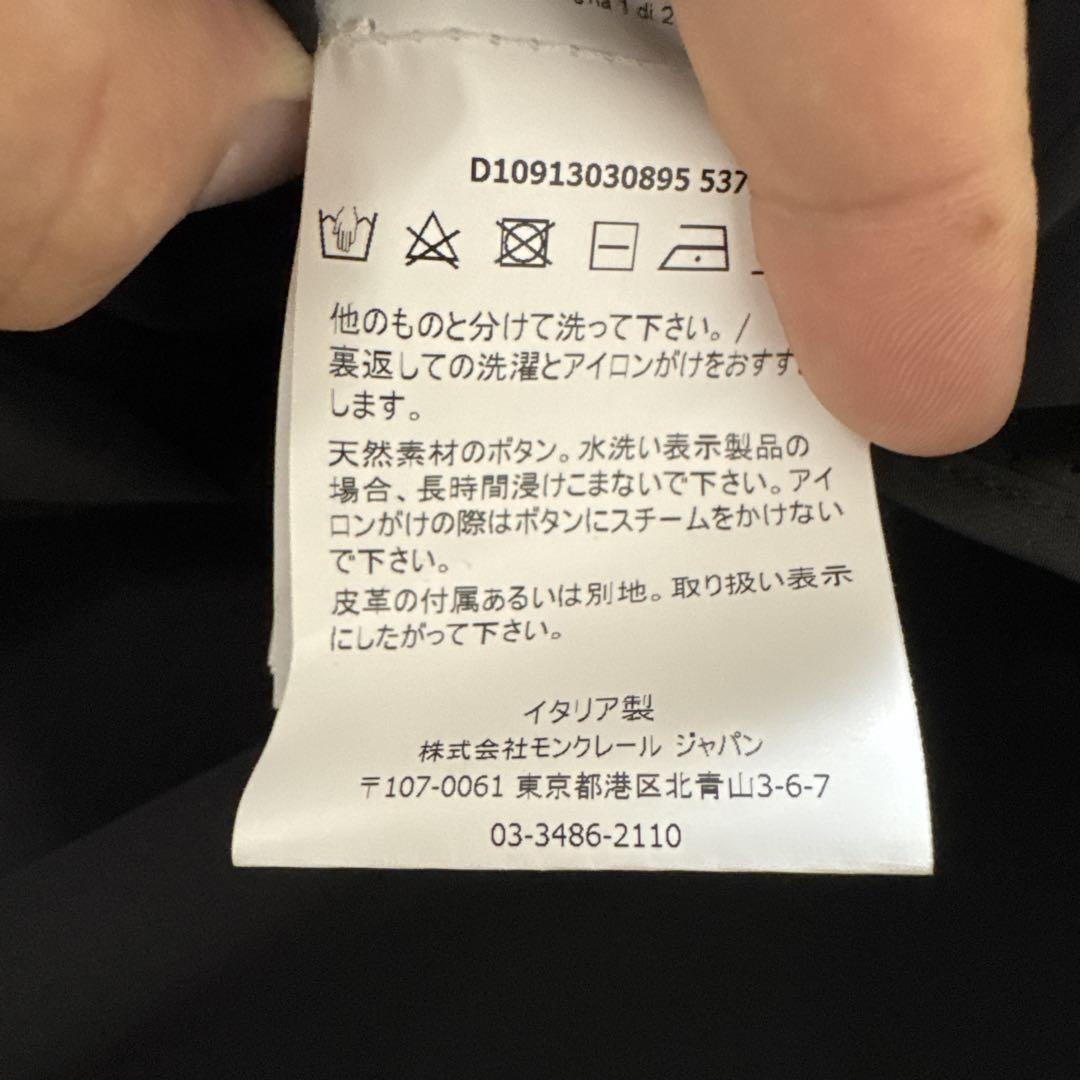 1 di 2
D10913030895 537
他のものと分けて洗って下さい。/
裏返しての洗濯とアイロンがけをおすす
します。
天然素材のボタン。水洗い表示製品の
場合、長時間浸けこまないで下さい。アイ
ロンがけの際はボタンにスチームをかけない
で下さい。
皮革の付属あるいは別地。取り扱い表示
にしたがって下さい。
イタリア製
株式会社モンクレール ジャパン
〒107-0061 東京都港区北青山3-6-7
03-3486-2110